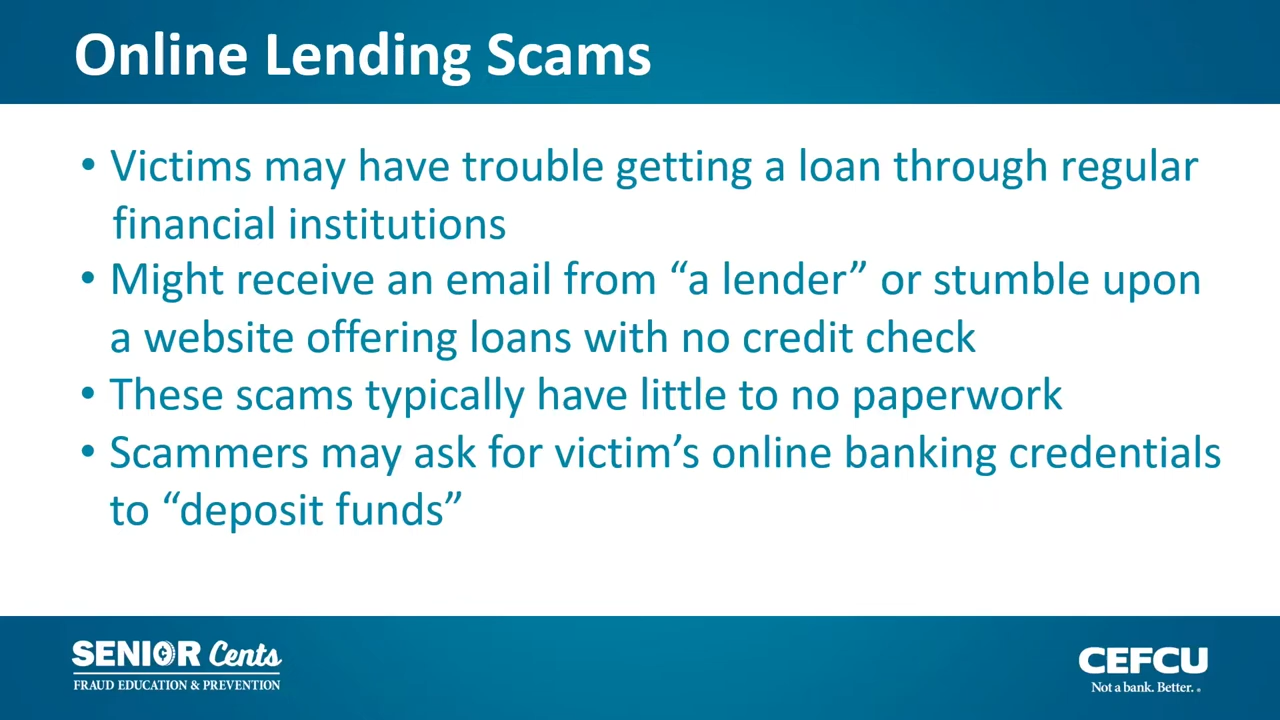 Online Lending Scams
• Victims may have trouble getting a loan through regular
financial institutions
• Might receive an email from “a lender” or stumble upon
a website offering loans with no credit check
• These scams typically have little to no paperwork
• Scammers may ask for victim’s online banking credentials
to “deposit funds”
SENIOR Cents
FRAUD EDUCATION & PREVENTION
CEFCU
Not a bank. Better.®